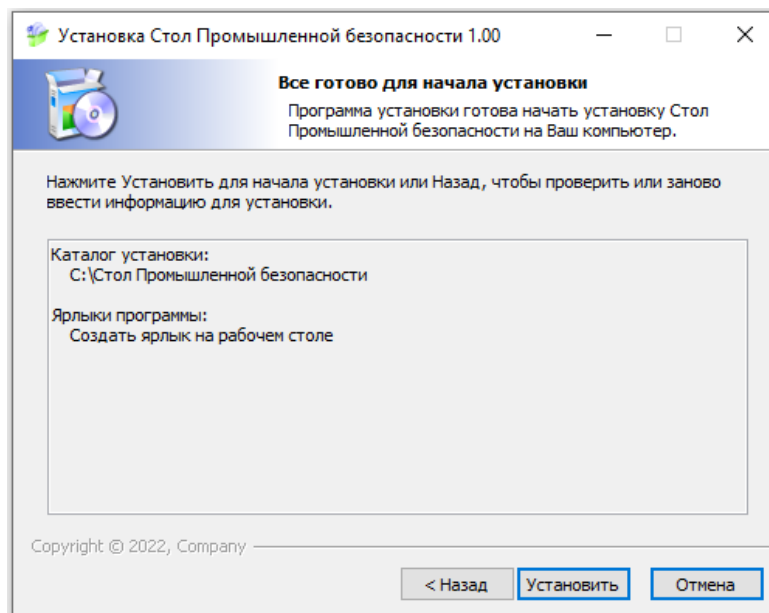 Установка Стол Промышленной безопасности 1.00
Все готово для начала установки
Программа установки готова начать установку Стол
Промышленной безопасности на Ваш компьютер.
Нажмите Установить для начала установки или Назад, чтобы проверить или заново
ввести информацию для установки.
Каталог установки:
C:\Стол Промышленной безопасности
Ярлыки программы:
Создать ярлык на рабочем столе
Copyright © 2022, Company
< Назад
Установить
Отмена